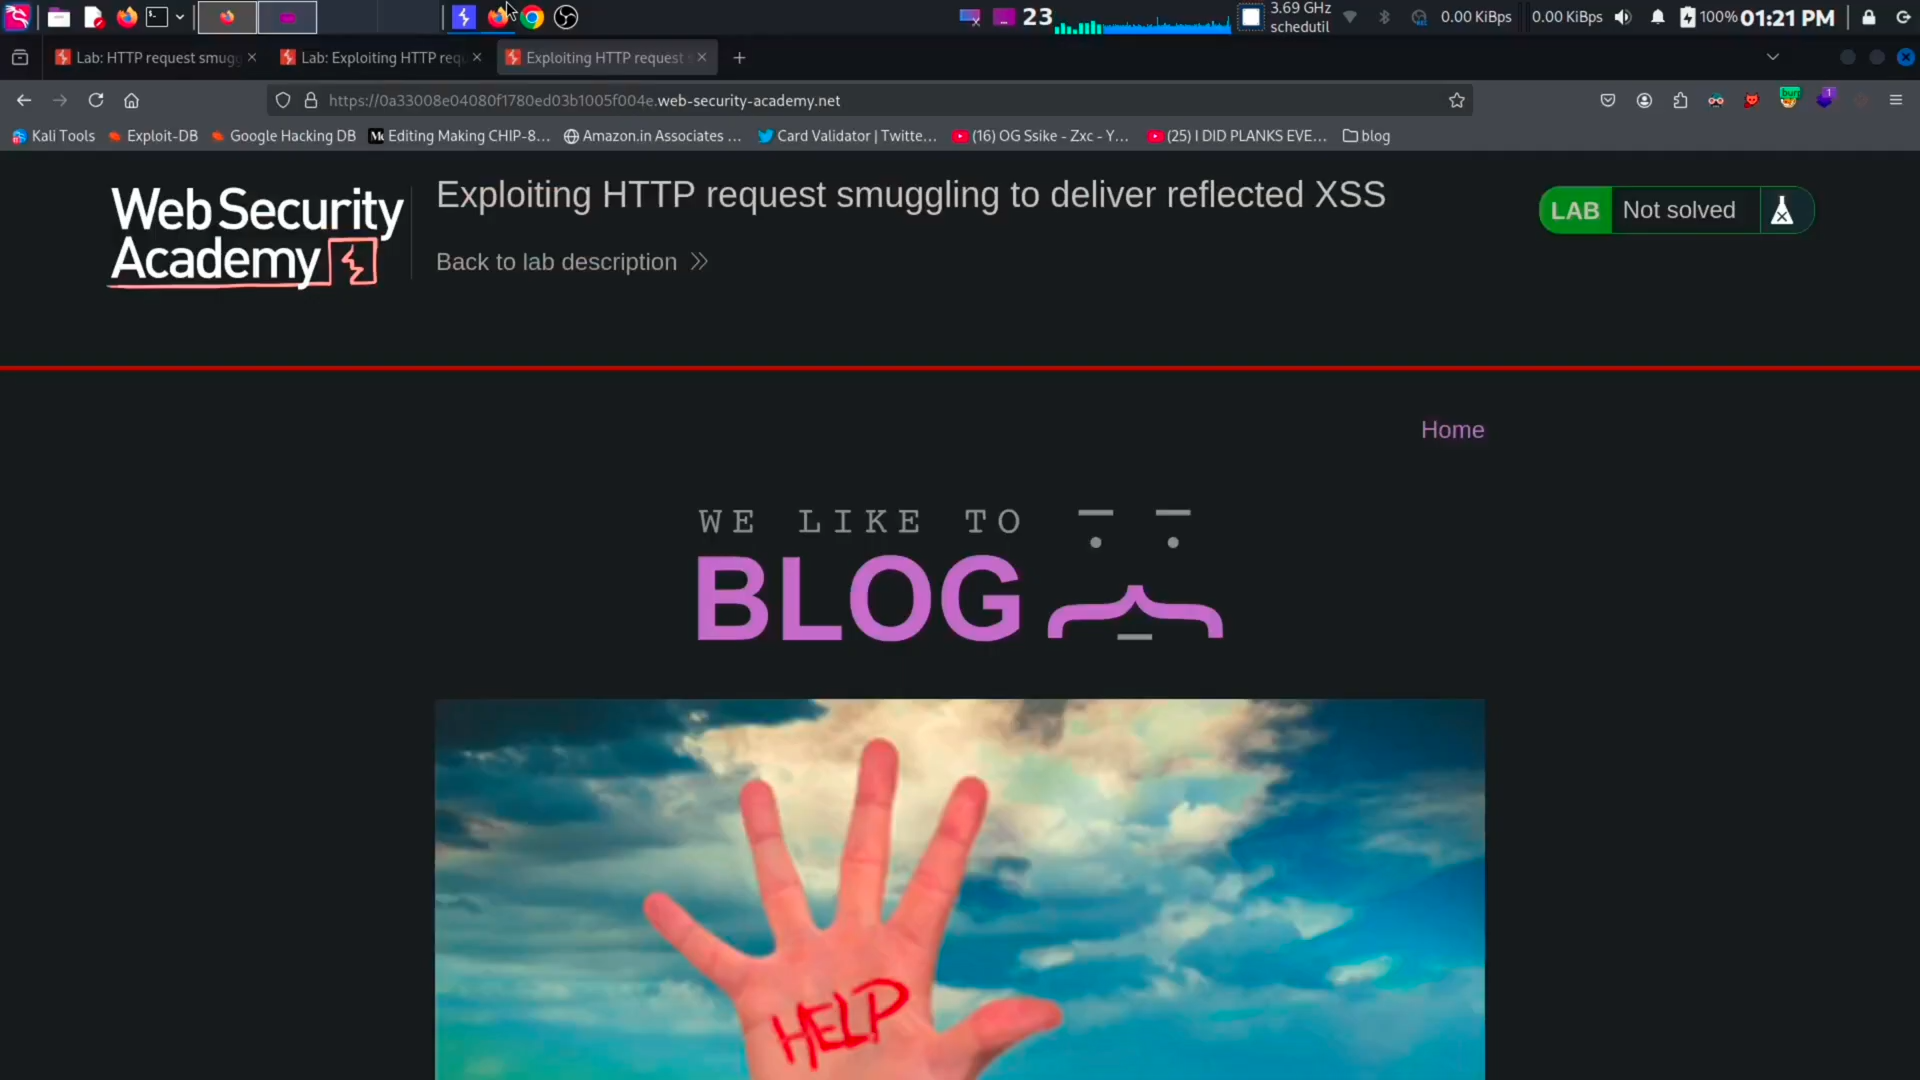 23
3.69 GHz
schedutil
0.00 KiBps
0.00 KiBps
100%
01:21 PM
Lab: HTTP request smugg
Lab: Exploiting HTTP requ
Exploiting HTTP request s
https://0a33008e04080f1780ed03b1005f004e.web-security-academy.net
burp
1
Kali Tools
Exploit-DB
Google Hacking DB
Editing Making CHIP-8...
Amazon.in Associates ...
Card Validator | Twitte...
(16) OG Ssike - Zxc - Y...
(25) I DID PLANKS EVE...
blog
Web Security
Academy
Exploiting HTTP request smuggling to deliver reflected XSS
Back to lab description
LAB
Not solved
Home
WE LIKE TO
BLOG
HELP